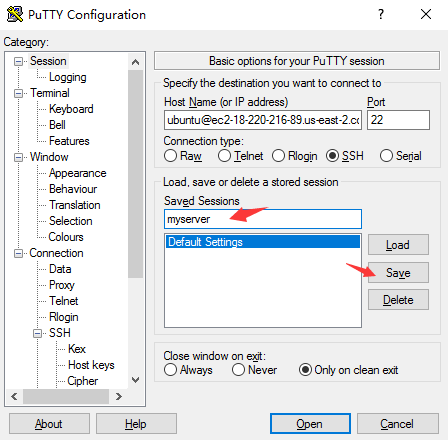 PuTTY Configuration
Category:
Session
Logging
Terminal
Keyboard
Bell
Features
Window
Appearance
Behaviour
Translation
Selection
Colours
Connection
Data
Proxy
Telnet
Rlogin
SSH
Kex
Host keys
Cipher
Basic options for your PuTTY session
Specify the destination you want to connect to
Host Name (or IP address) Port
ubuntu@ec2-18-220-216-89.us-east-2.cc 22
Connection type:
Raw Telnet Rlogin SSH Serial
Load, save or delete a stored session
Saved Sessions
myserver
Default Settings
Load
Save
Delete
Close window on exit:
Always Never Only on clean exit
About Help Open Cancel